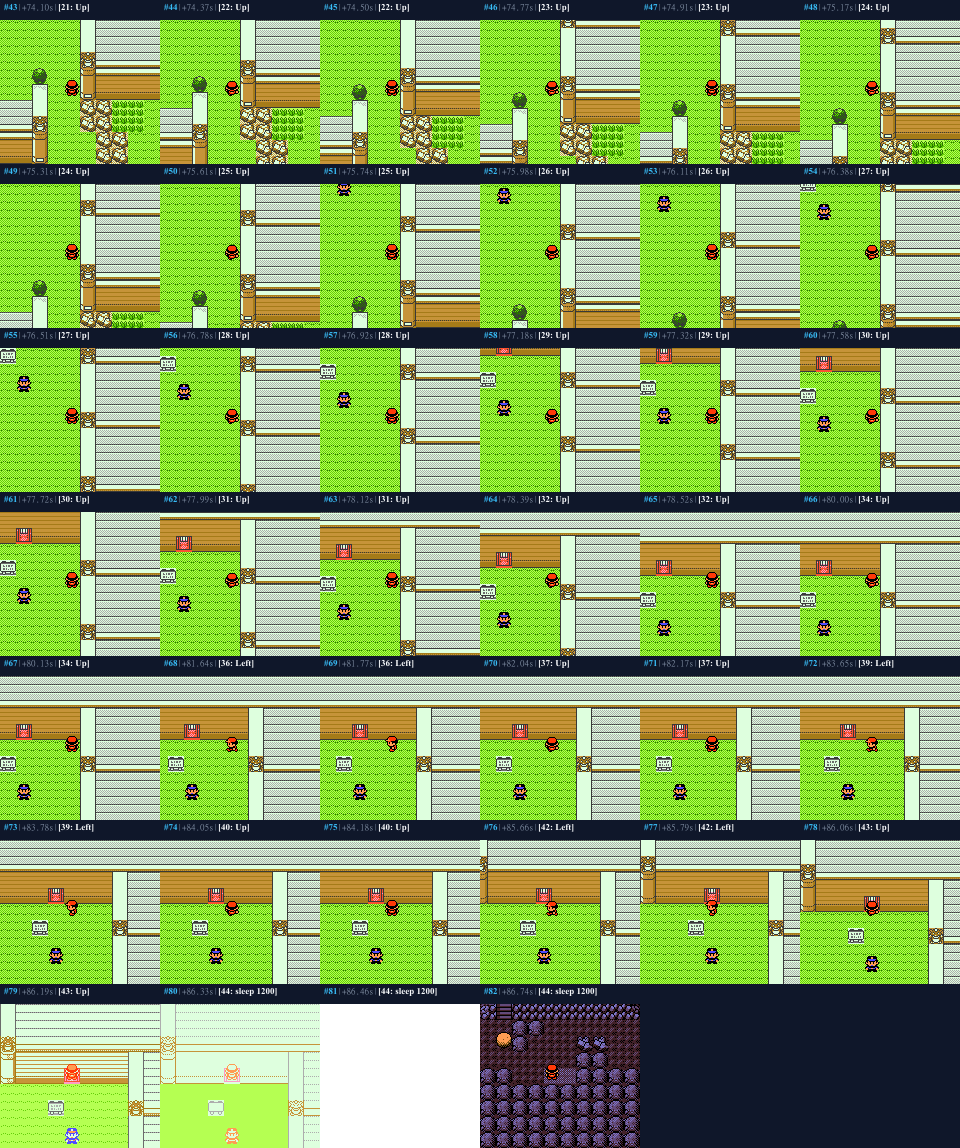 #43|+74.10s| [21: Up] #44|+74.37s| [22: Up] #45|+74.50s| [22: Up] #46|+74.77s| [23: Up] #47|+74.91s| [23: Up] #48|+75.17s| [24: Up]
#49|+75.31s| [24: Up] #50|+75.61s| [25: Up] #51|+75.74s| [25: Up] #52|+75.98s| [26: Up] #53|+76.11s| [26: Up] #54|+76.38s| [27: Up]
#55|+76.51s| [27: Up] #56|+76.78s| [28: Up] #57|+76.92s| [28: Up] #58|+77.18s| [29: Up] #59|+77.32s| [29: Up] #60|+77.58s| [30: Up]
#61|+77.72s| [30: Up] #62|+77.99s| [31: Up] #63|+78.12s| [31: Up] #64|+78.39s| [32: Up] #65|+78.52s| [32: Up] #66|+80.00s| [34: Up]
#67|+80.13s| [34: Up] #68|+81.64s| [36: Left] #69|+81.77s| [36: Left] #70|+82.04s| [37: Up] #71|+82.17s| [37: Up] #72|+83.65s| [39: Left]
#73|+83.78s| [39: Left] #74|+84.05s| [40: Up] #75|+84.18s| [40: Up] #76|+85.66s| [42: Left] #77|+85.79s| [42: Left] #78|+86.06s| [43: Up]
#79|+86.19s| [43: Up] #80|+86.33s| [44: sleep 1200] #81|+86.46s| [44: sleep 1200] #82|+86.74s| [44: sleep 1200]